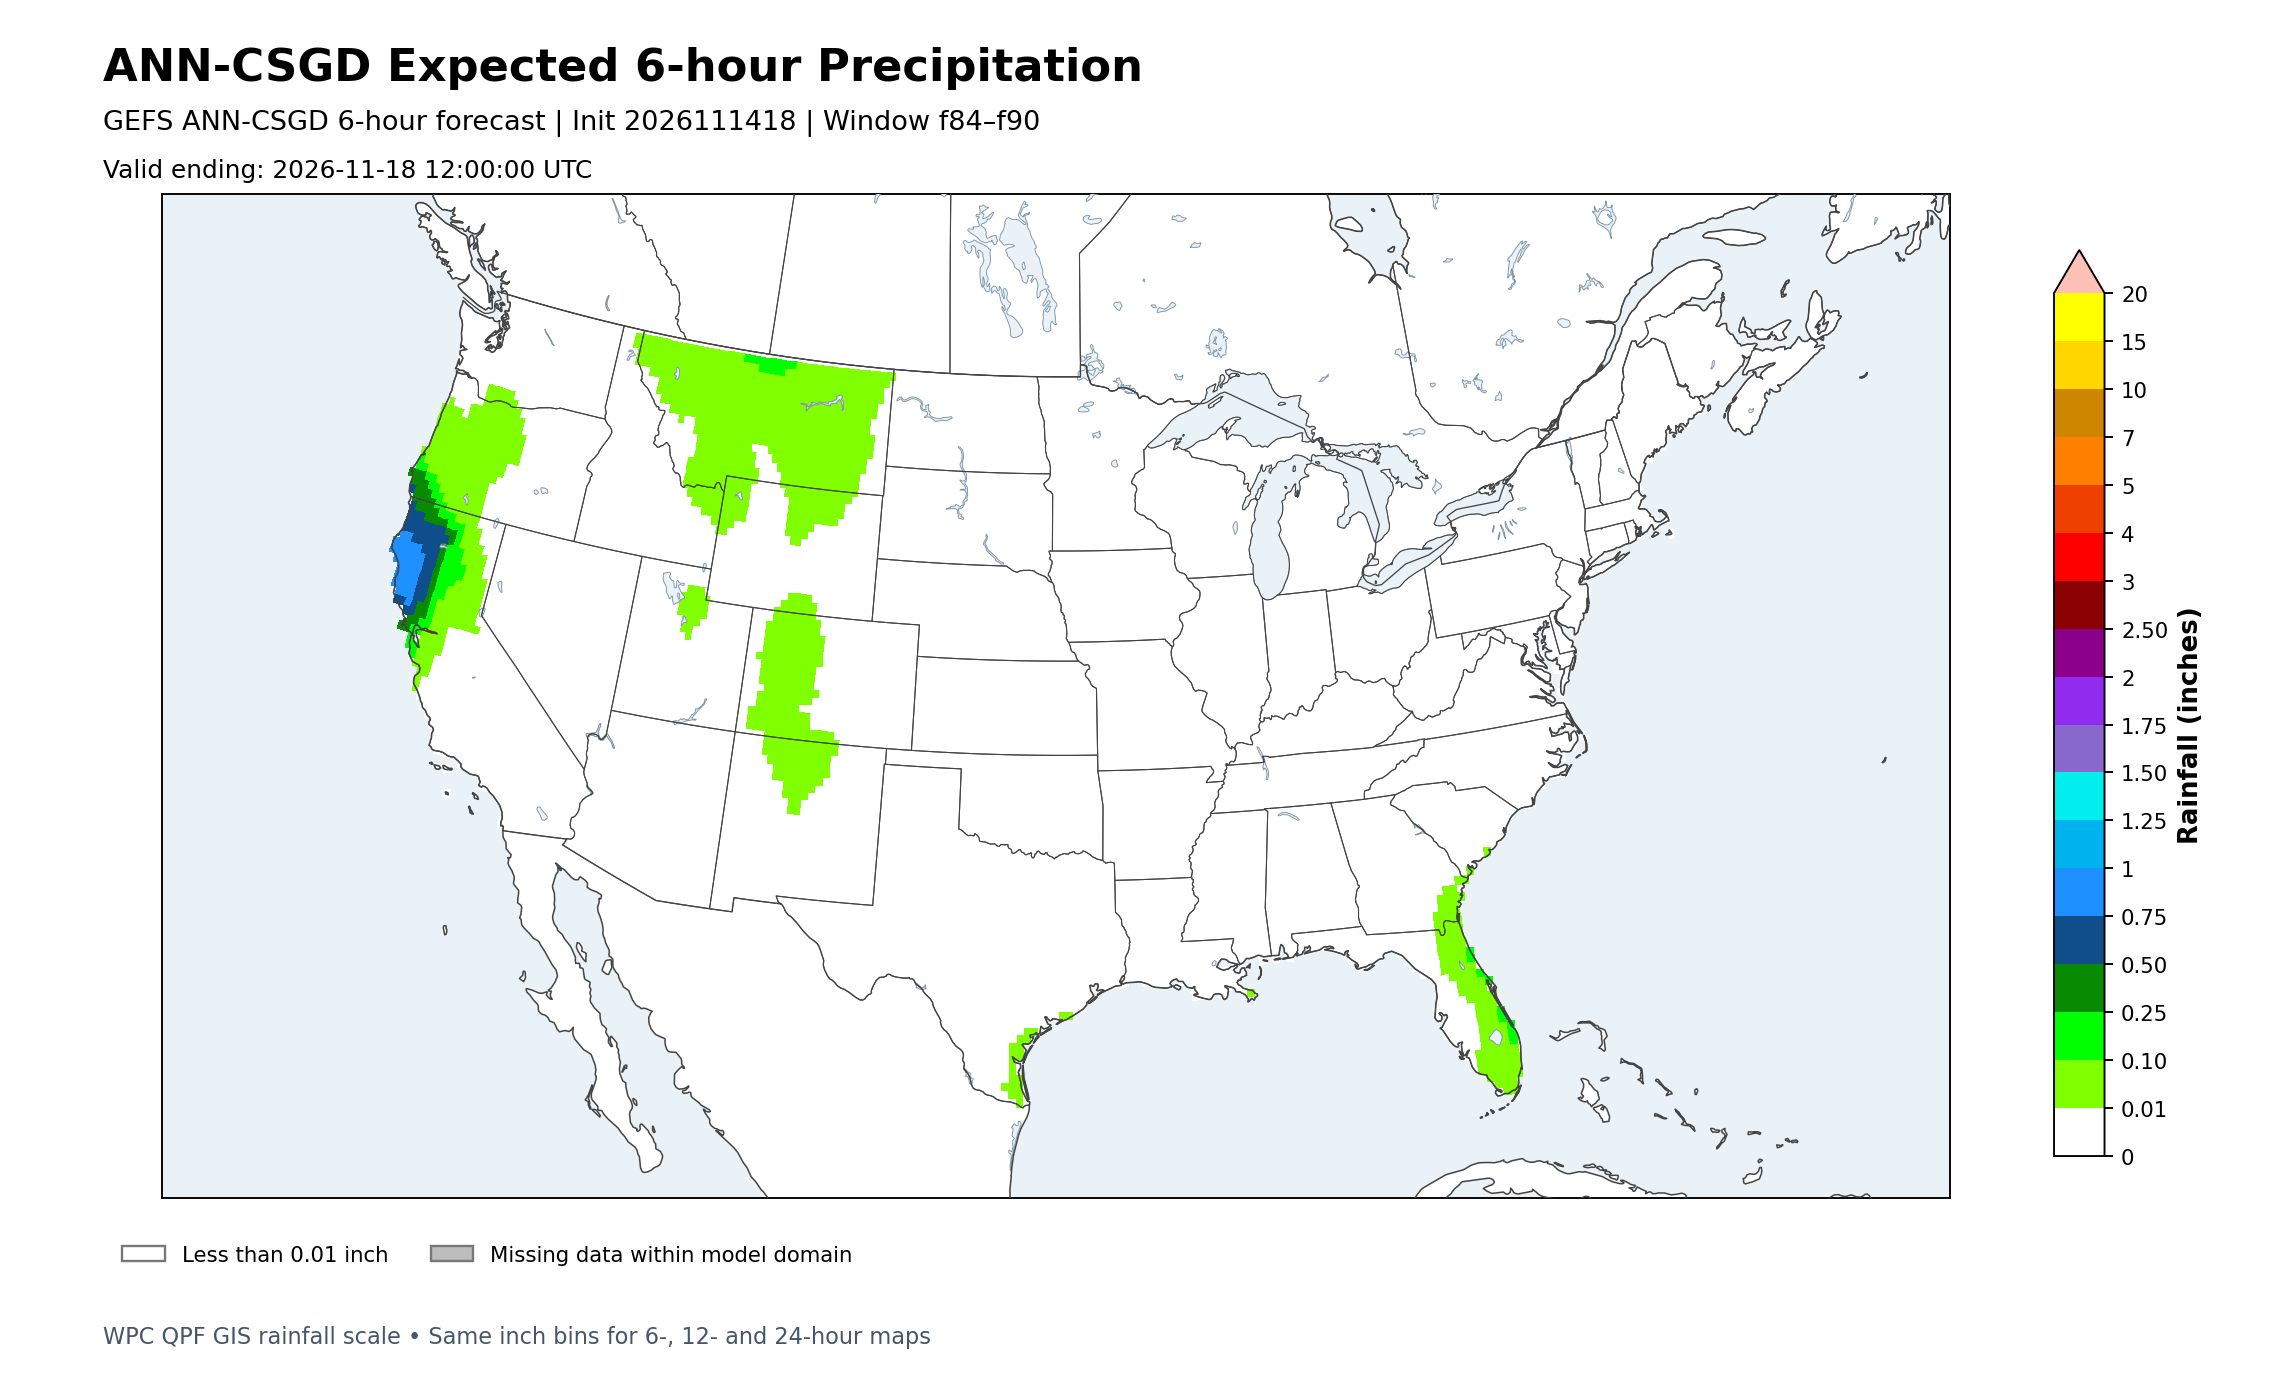 ANN-CSGD Expected 6-hour Precipitation
GEFS ANN-CSGD 6-hour forecast | Init 2026111418 | Window f84–f90
Valid ending: 2026-11-18 12:00:00 UTC
20
15
10
7
5
4
3
2.50
2
1.75
1.50
1.25
1
0.75
0.50
0.25
0.10
0.01
0
Rainfall (inches)
Less than 0.01 inch
Missing data within model domain
WPC QPF GIS rainfall scale • Same inch bins for 6-, 12- and 24-hour maps